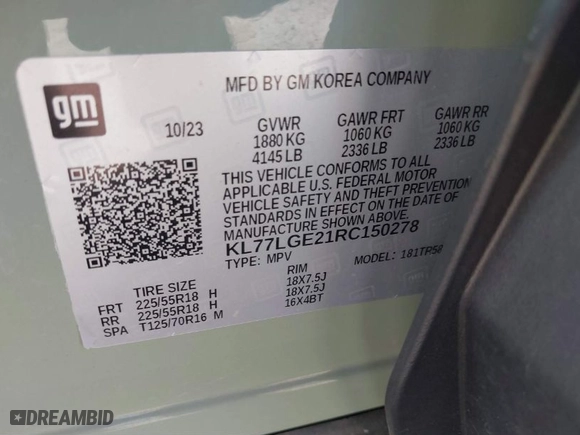 gm
MFD BY GM KOREA COMPANY
10/23
GVWR GAWR FRT GAWR RR
1880 KG 1060 KG 1060 KG
4145 LB 2336 LB 2336 LB
THIS VEHICLE CONFORMS TO ALL
APPLICABLE U.S. FEDERAL MOTOR
VEHICLE SAFETY AND THEFT PREVENTION
STANDARDS IN EFFECT ON THE DATE OF
MANUFACTURE SHOWN ABOVE.
KL77LGE21RC150278
TYPE: MPV MODEL: 181TR58
TIRE SIZE RIM
FRT 225/55R18 H 18X7.5J
RR 225/55R18 H 18X7.5J
SPA T125/70R16 M 16X4BT
DREAMBID